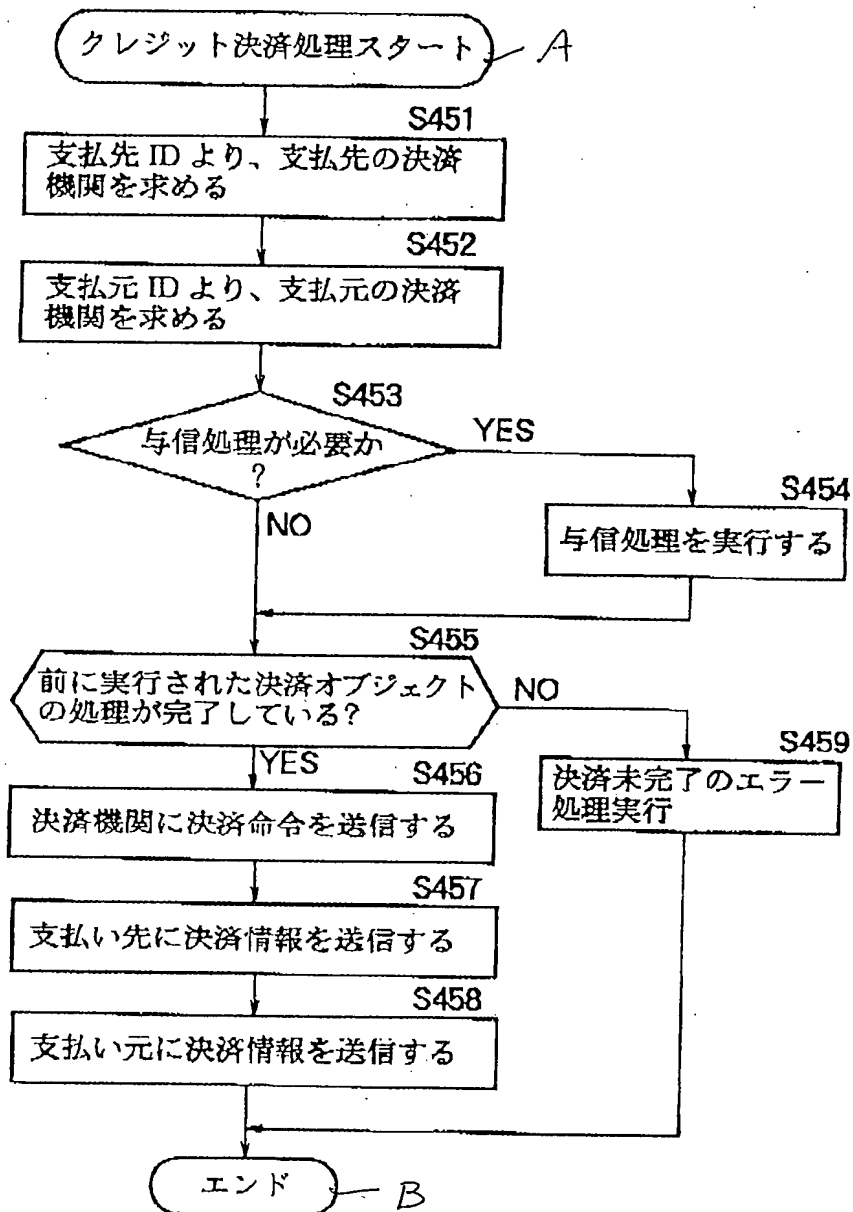 クレジット決済処理スタート
A
S451
支払先 ID より、支払先の決済
機関を求める
S452
支払元 ID より、支払元の決済
機関を求める
S453
与信処理が必要か
?
YES
NO
S454
与信処理を実行する
S455
前に実行された決済オブジェクト
の処理が完了している?
NO
YES
S459
決済未完了のエラー
処理実行
S456
決済機関に決済命令を送信する
S457
支払い先に決済情報を送信する
S458
支払い元に決済情報を送信する
エンド
B